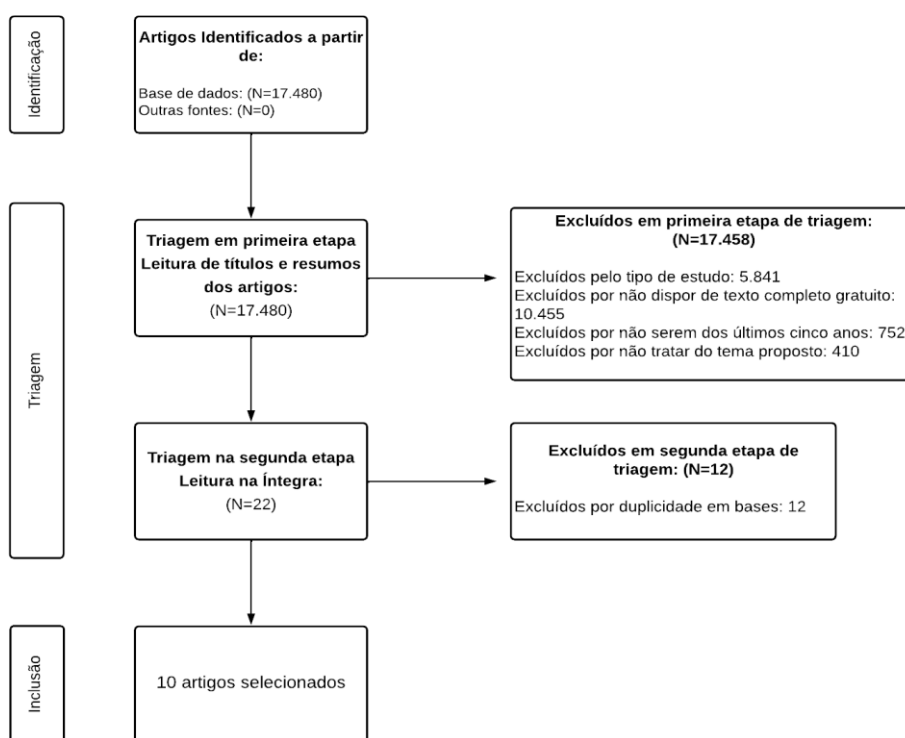 Identificação
Artigos Identificados a partir
de:
Base de dados: (N=17.480)
Outras fontes: (N=0)
Triagem
Triagem em primeira etapa
Leitura de títulos e resumos
dos artigos:
(N=17.480)
Excluídos em primeira etapa de triagem:
(N=17.458)
Excluídos pelo tipo de estudo: 5.841
Excluídos por não dispor de texto completo gratuito:
10.455
Excluídos por não serem dos últimos cinco anos: 752
Excluídos por não tratar do tema proposto: 410
Triagem na segunda etapa
Leitura na Íntegra:
(N=22)
Excluídos em segunda etapa de
triagem: (N=12)
Excluídos por duplicidade em bases: 12
Inclusão
10 artigos selecionados